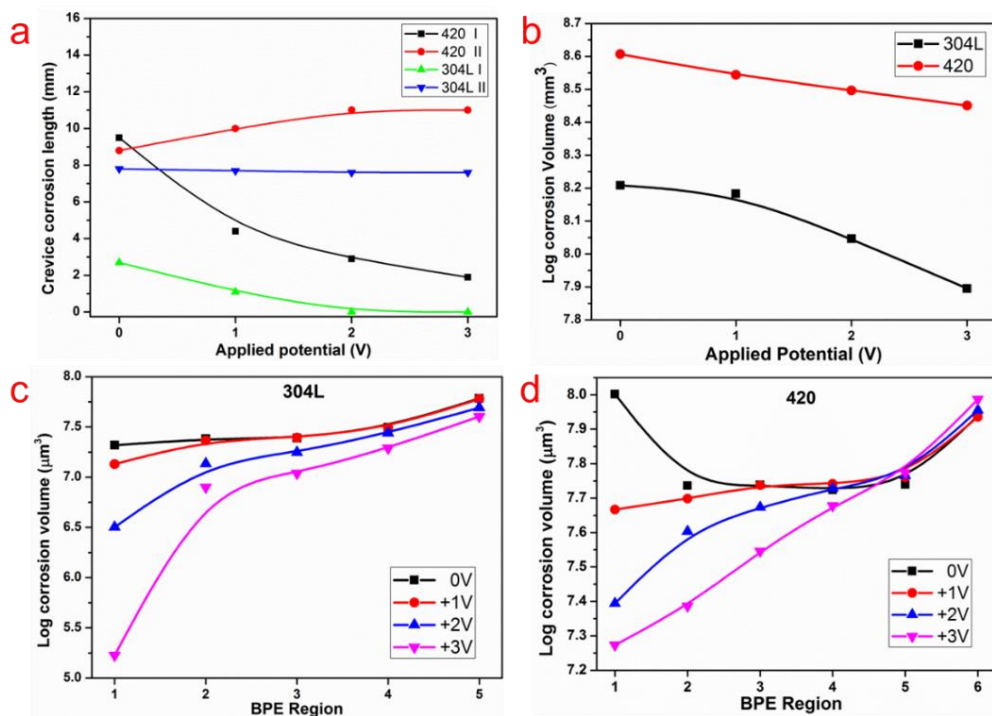 a
Crevice corrosion length (mm)
16
14
12
10
8
6
4
2
0
420 I
420 II
304L I
304L II
0 1 2 3
Applied potential (V)
b
Log corrosion Volume (mm³)
8.7
8.6
8.5
8.4
8.3
8.2
8.1
8.0
7.9
7.8
304L
420
0 1 2 3
Applied Potential (V)
c
304L
Log corrosion volume (μm³)
8.0
7.5
7.0
6.5
6.0
5.5
5.0
0V
+1V
+2V
+3V
1 2 3 4 5
BPE Region
d
420
Log corrosion volume (μm³)
8.0
7.9
7.8
7.7
7.6
7.5
7.4
7.3
7.2
0V
+1V
+2V
+3V
1 2 3 4 5 6
BPE Region